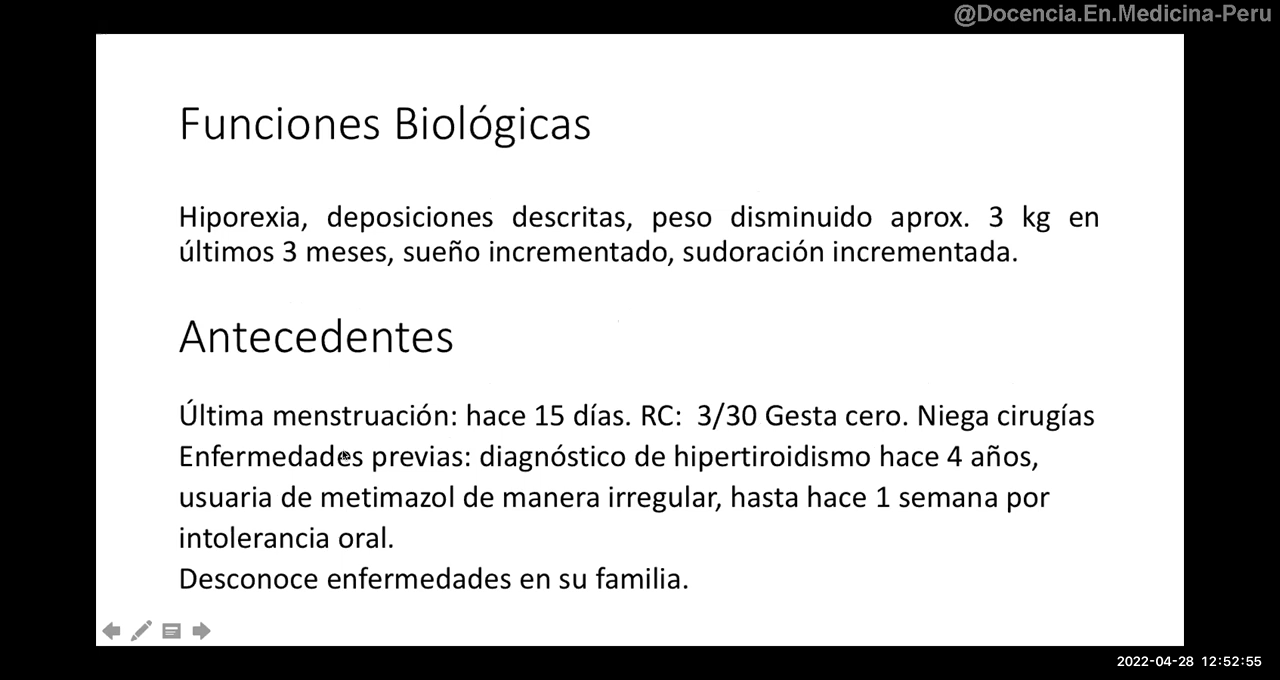 @Docencia.En.Medicina-Peru
Funciones Biológicas
Hiporexia, deposiciones descritas, peso disminuido aprox. 3 kg en
últimos 3 meses, sueño incrementado, sudoración incrementada.
Antecedentes
Última menstruación: hace 15 días. RC: 3/30 Gesta cero. Niega cirugías
Enfermedades previas: diagnóstico de hipertiroidismo hace 4 años,
usuaria de metimazol de manera irregular, hasta hace 1 semana por
intolerancia oral.
Desconoce enfermedades en su familia.
2022-04-28 12:52:55